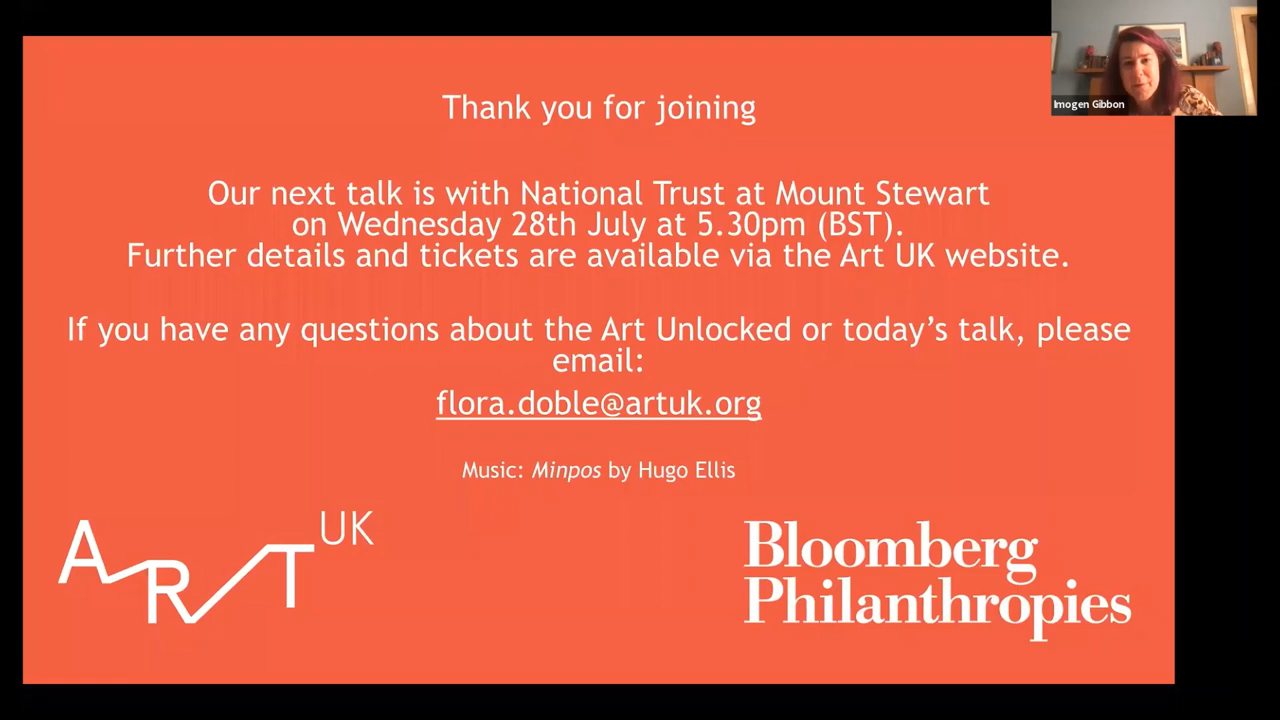 Imogen Gibbon
Thank you for joining
Our next talk is with National Trust at Mount Stewart
on Wednesday 28th July at 5.30pm (BST).
Further details and tickets are available via the Art UK website.
If you have any questions about the Art Unlocked or today’s talk, please
email:
flora.doble@artuk.org
Music: Minpos by Hugo Ellis
ART UK
Bloomberg
Philanthropies